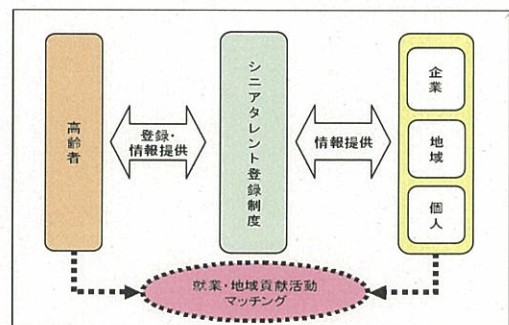 高齢者
登録・
情報提供
シニアタレント登録制度
情報提供
企業
地域
個人
就業・地域貢献活動
マッチング